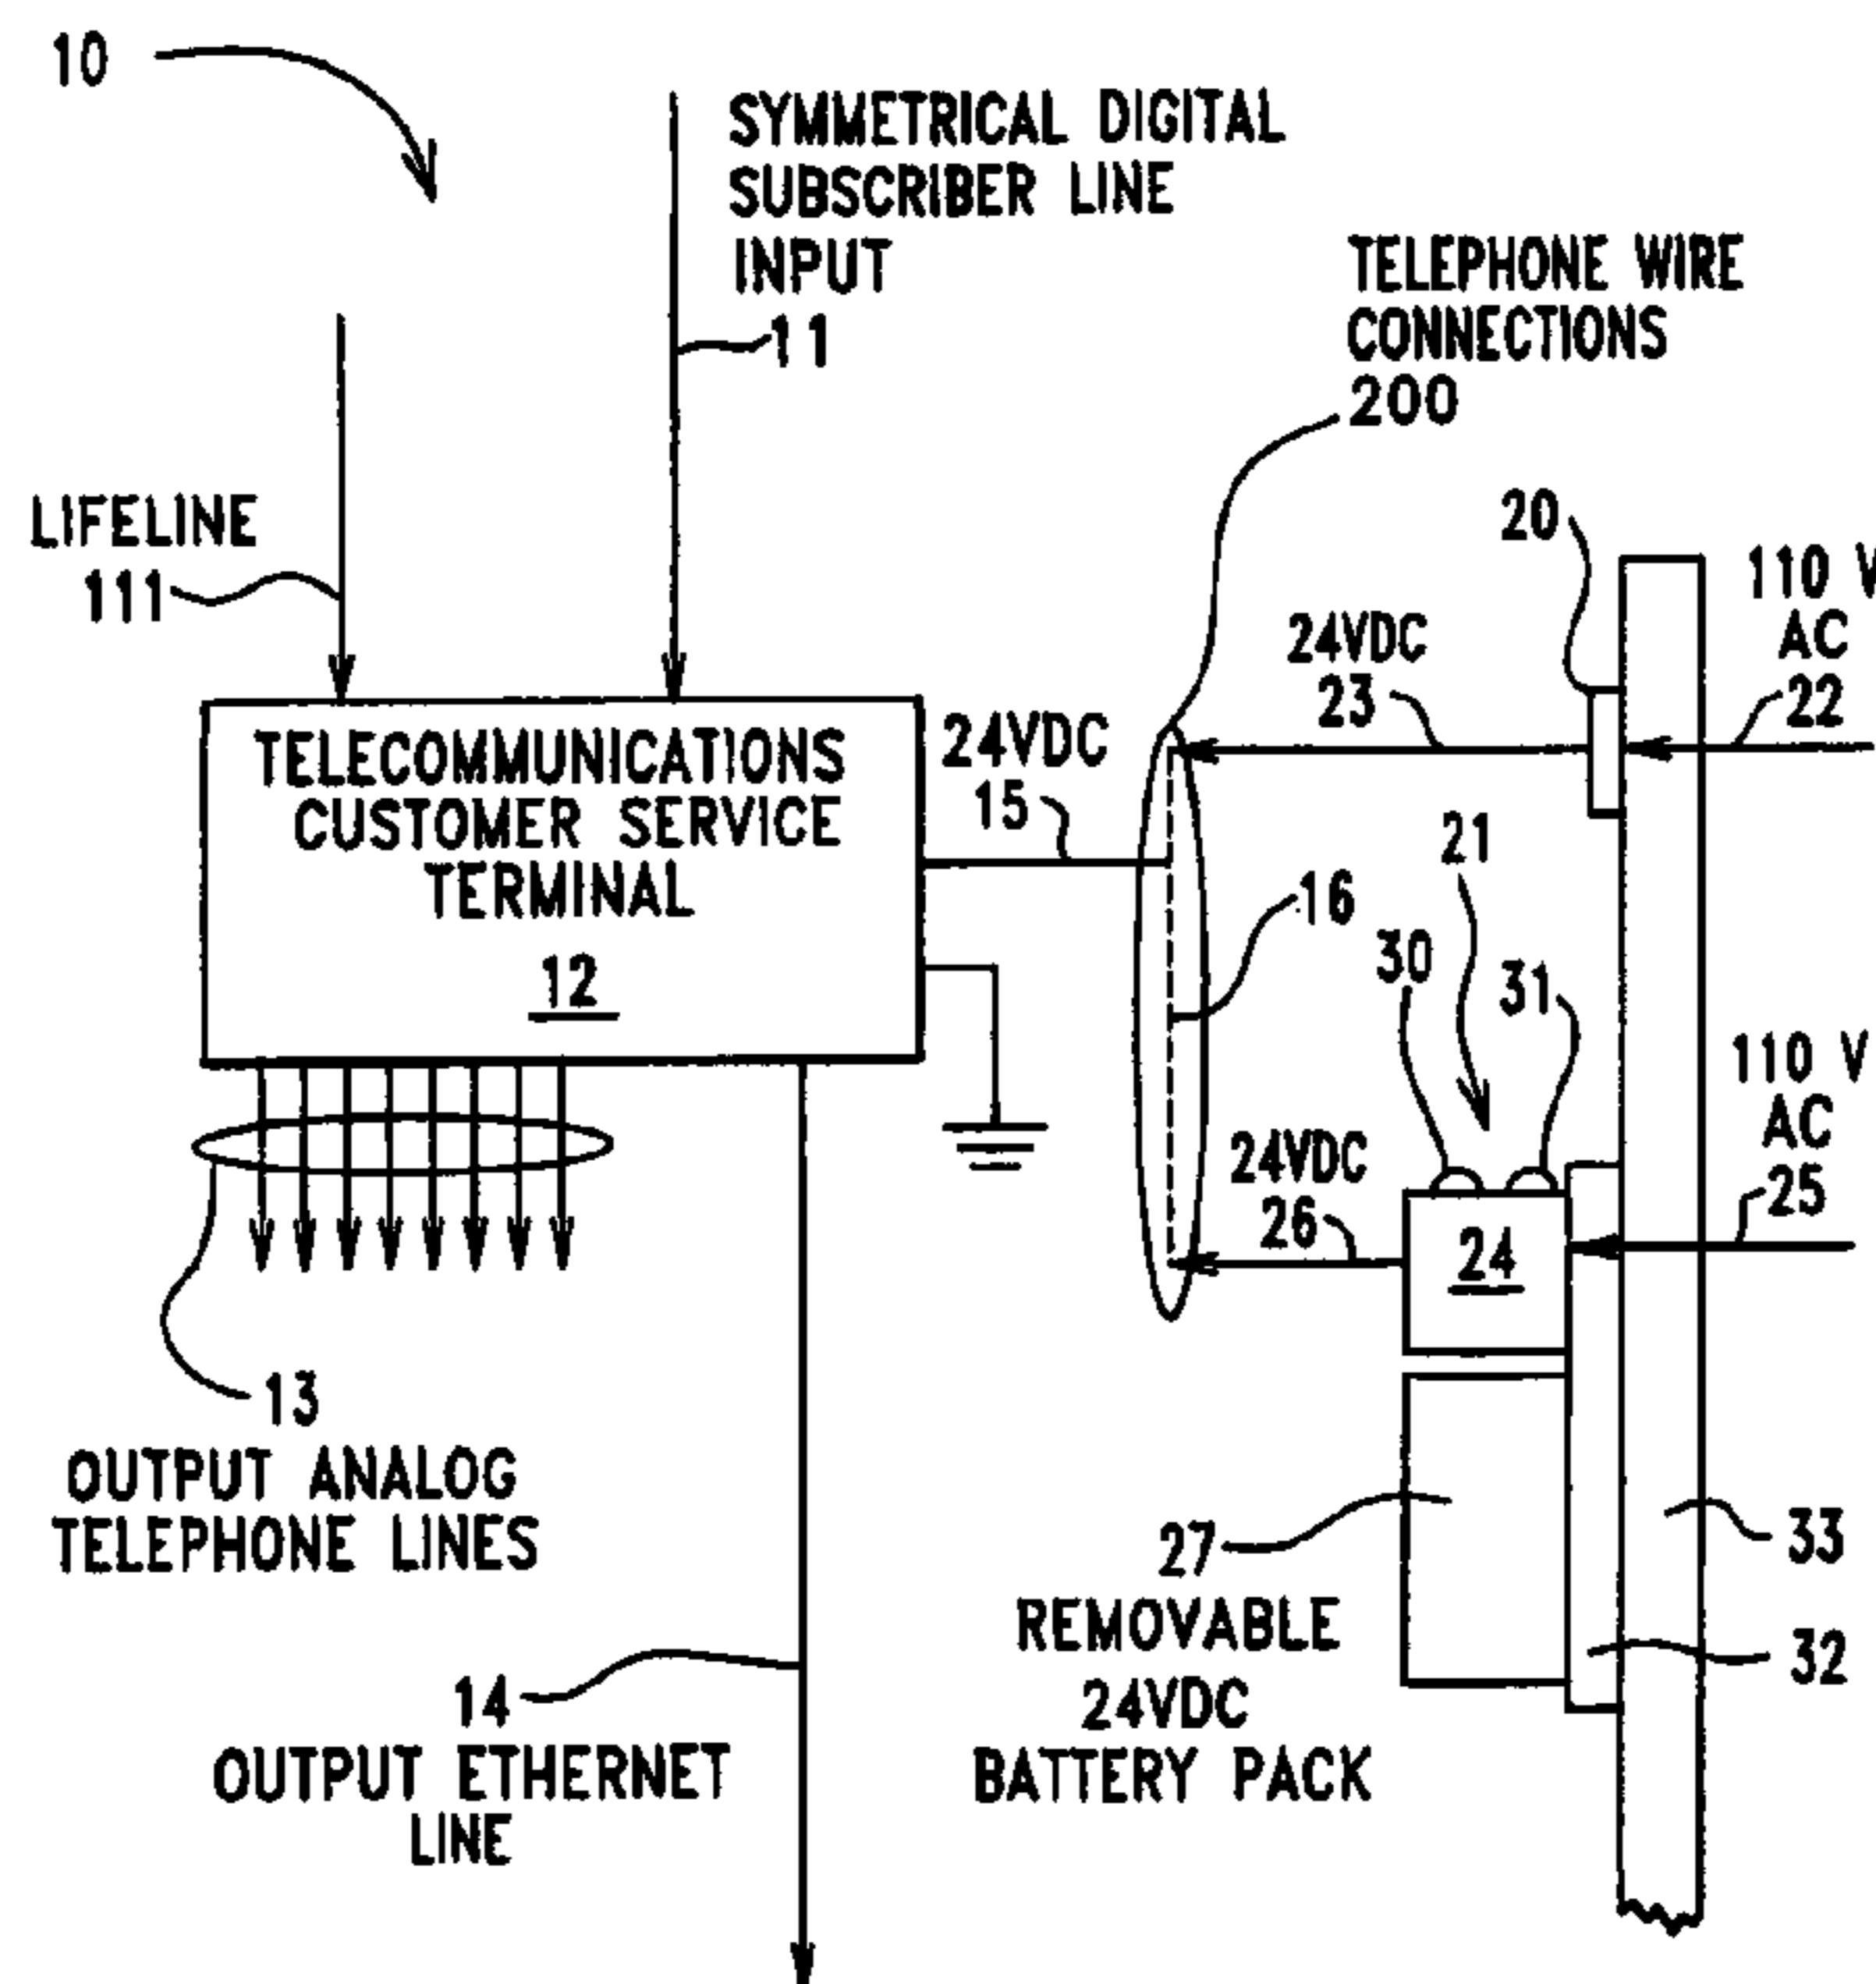 10
SYMMETRICAL DIGITAL
SUBSCRIBER LINE
INPUT
11
TELEPHONE WIRE
CONNECTIONS
200
LIFELINE
111
20
110 V
AC
22
24VDC
23
TELECOMMUNICATIONS
CUSTOMER SERVICE
TERMINAL
12
24VDC
15
21
16
30
31
110 V
AC
25
24VDC
26
24
13
OUTPUT ANALOG
TELEPHONE LINES
27
REMOVABLE
24VDC
BATTERY PACK
33
32
14
OUTPUT ETHERNET
LINE